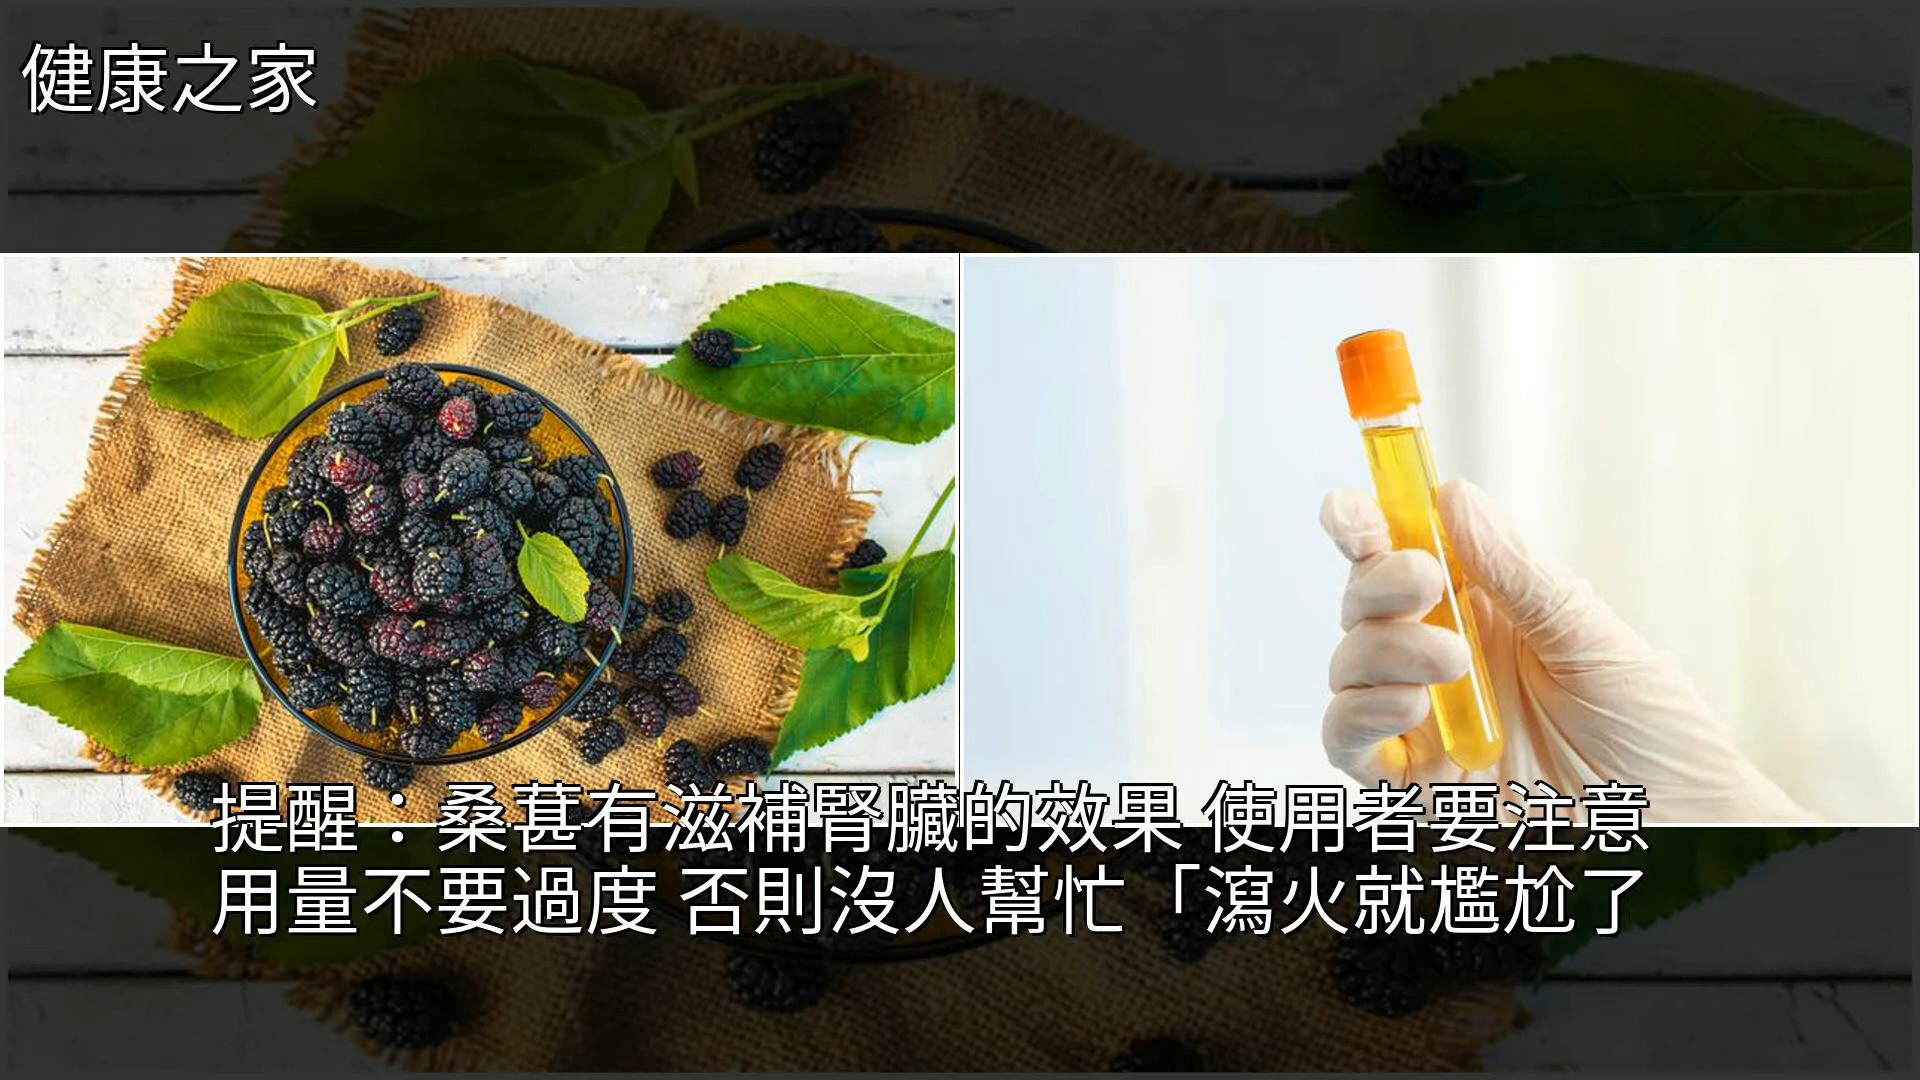 健康之家
提醒：桑葚有滋補腎臟的效果 使用者要注意
用量不要過度 否則沒人幫忙「瀉火就尷尬了